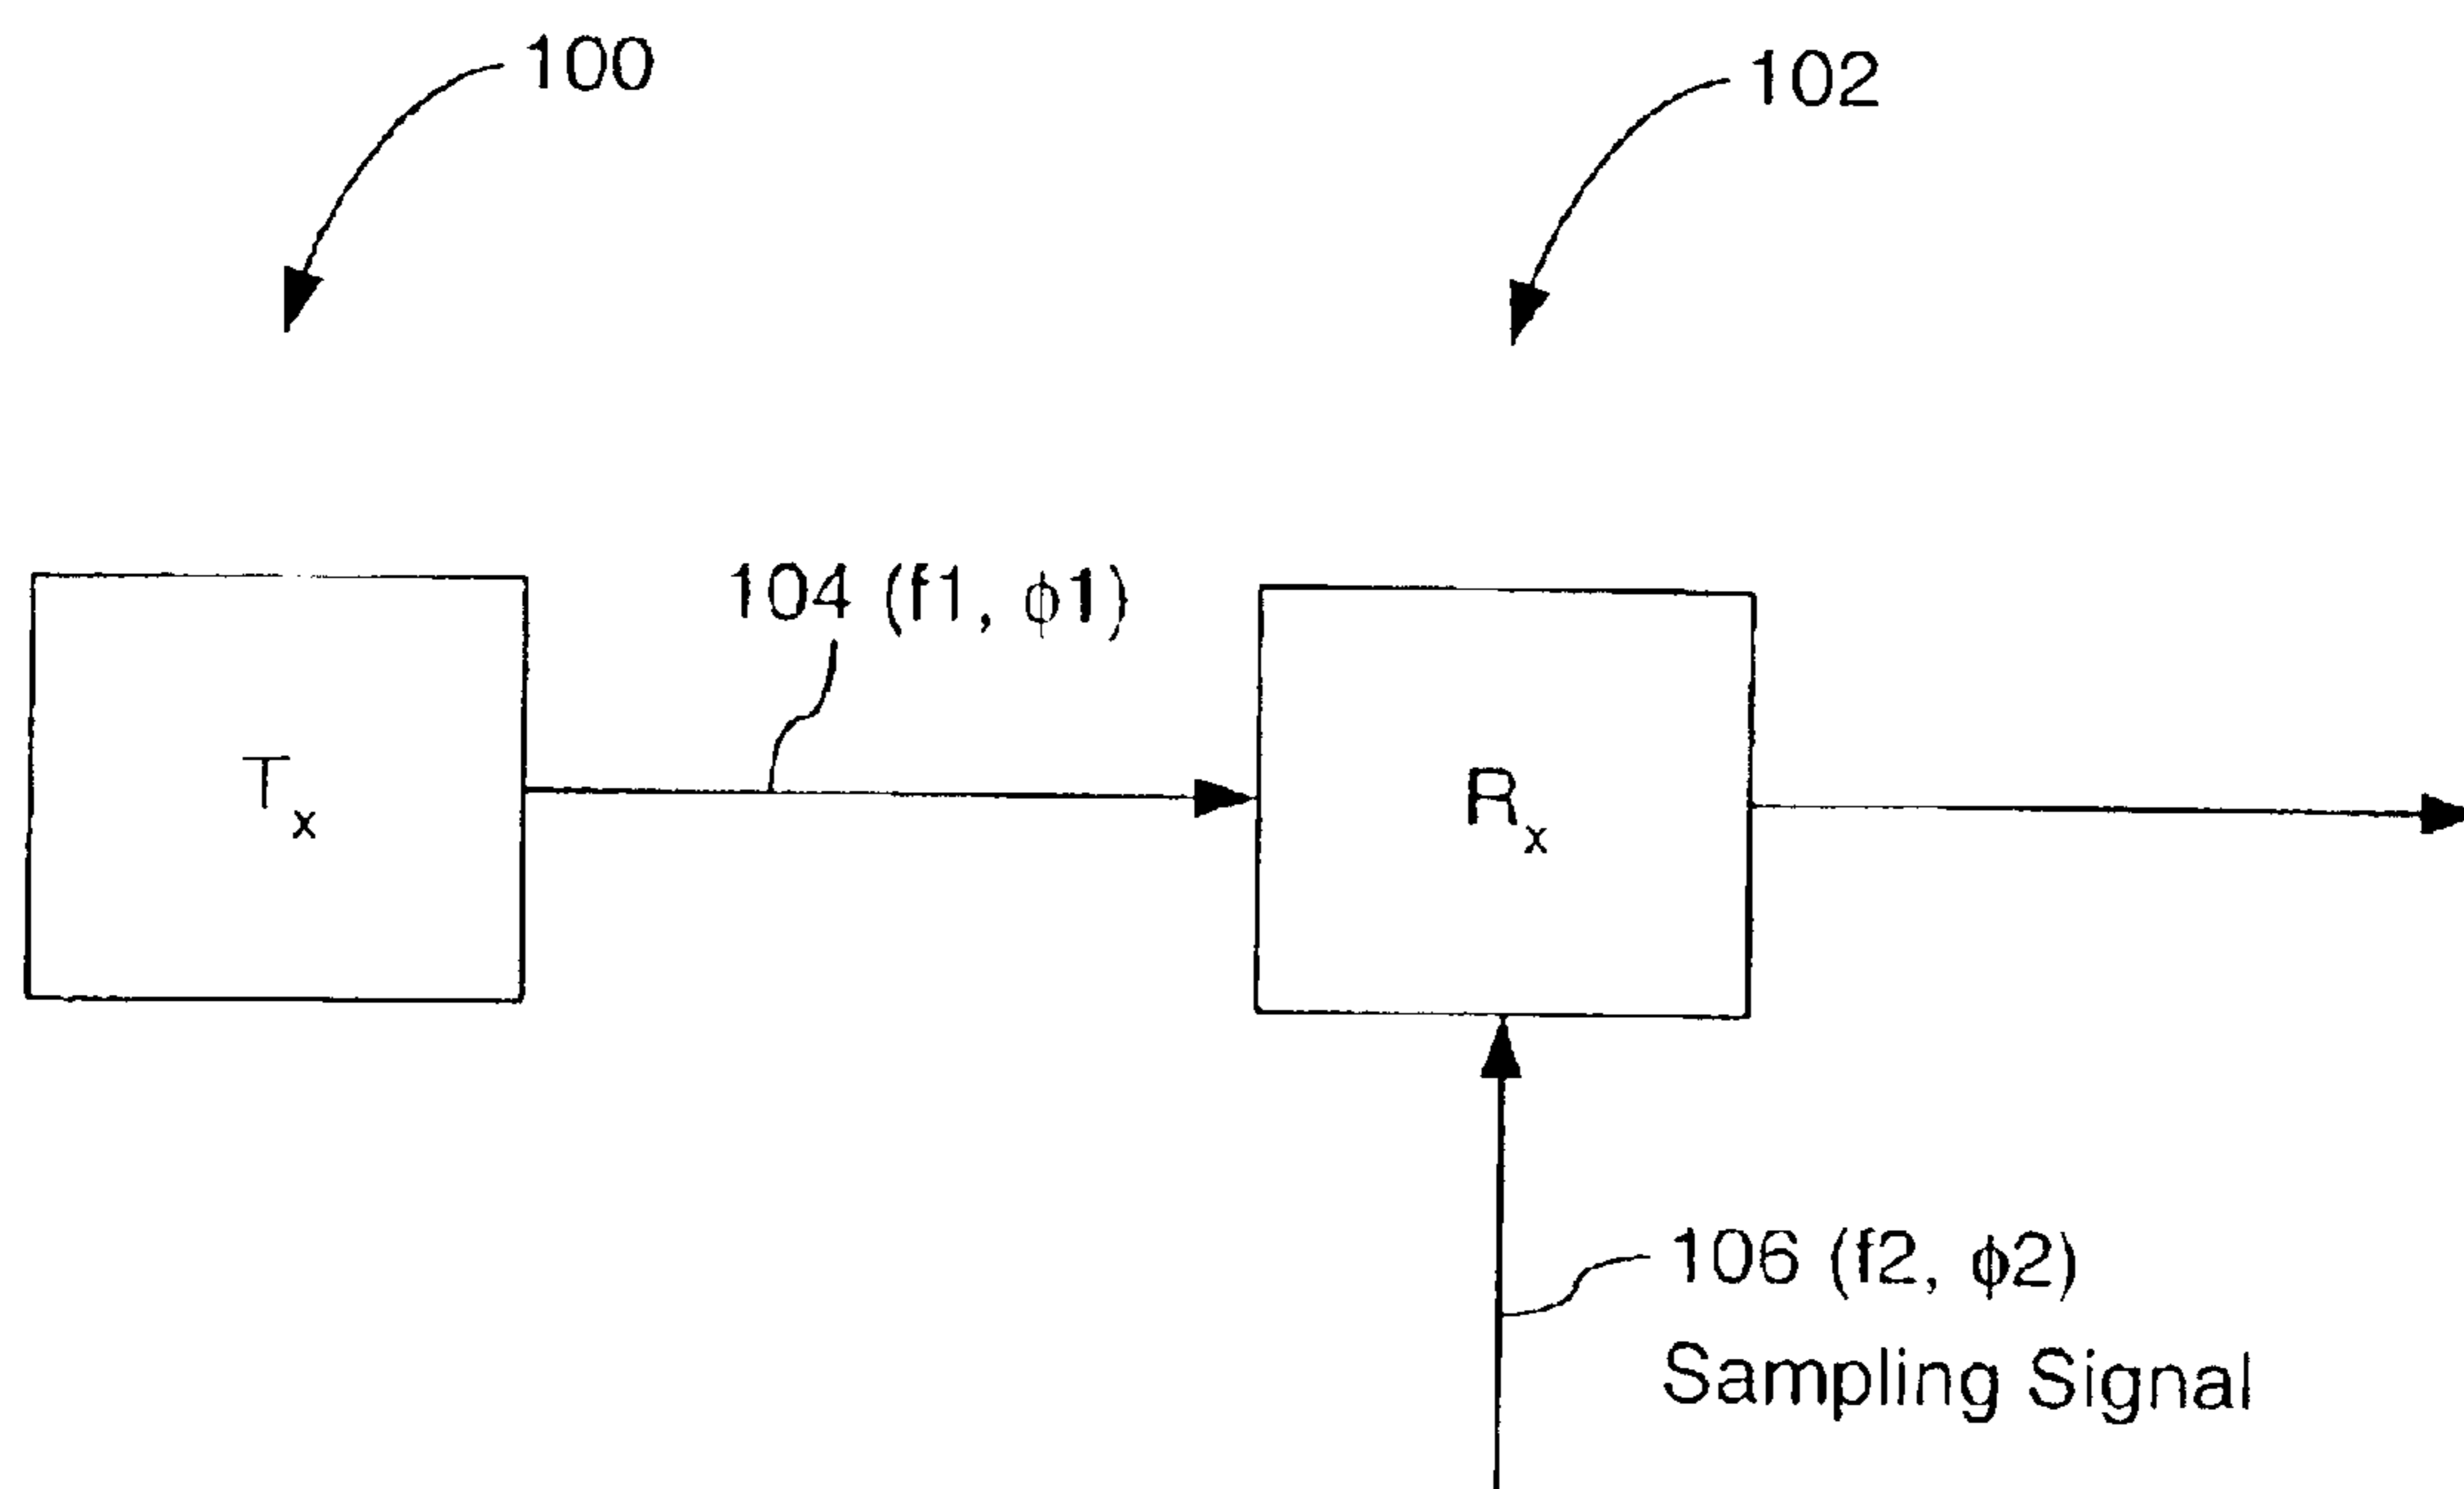 100
102
104 (f1, ϕ1)
Tx
Rx
106 (f2, ϕ2)
Sampling Signal